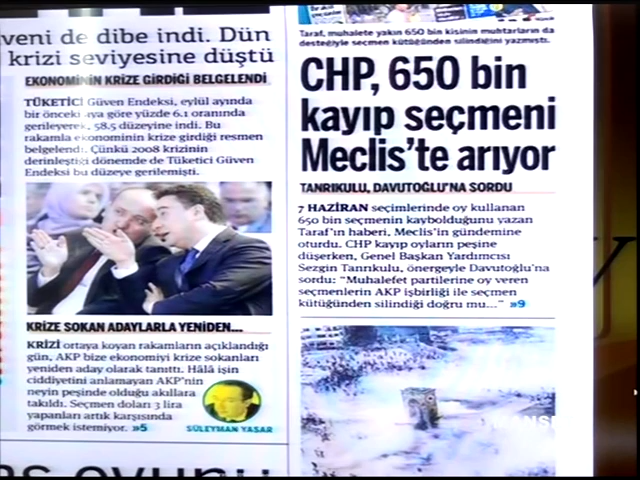 veni de dibe indi. Dün
krizi seviyesine düştü
EKONOMİNİN KRİZE GİRDİĞİ BELGELENDİ
TÜKETİCİ Güven Endeksi, eylül ayında
bir önceki aya göre yüzde 6.1 oranında
gerileyerek, 58.5 düzeyine indi. Bu
rakamla ekonominin krize girdiği resmen
belgelendi. Çünkü 2008 krizinin
derinleştiği dönemde de Tüketici Güven
Endeksi bu düzeye gerilemişti.
KRİZE SOKAN ADAYLARLA YENİDEN...
KRİZİ ortaya koyan rakamların açıklandığı
gün, AKP bize ekonomiyi krize sokanları
yeniden aday olarak tanıttı. Hâlâ işin
ciddiyetini anlamayan AKP'nin
neyin peşinde olduğu akıllara
takıldı. Seçmen doları 3 lira
yapanları artık karşısında
görmek istemiyor. »5
SÜLEYMAN YAŞAR
Taraf, muhalete yakın 650 bin kisinin muhtarların da
desteğiyle seçmen kütüğünden silindiğini yazmıştı.
CHP, 650 bin
kayıp seçmeni
Meclis'te arıyor
TANRIKULU, DAVUTOĞLU'NA SORDU
7 HAZİRAN seçimlerinde oy kullanan
650 bin seçmenin kaybolduğunu yazan
Taraf'ın haberi, Meclis'in gündemine
oturdu. CHP kayıp oyların peşine
düşerken, Genel Başkan Yardımcısı
Sezgin Tanrıkulu, önergeyle Davutoğlu'na
sordu: "Muhalefet partilerine oy veren
seçmenlerin AKP işbirliği ile seçmen
kütüğünden silindiği doğru mu..." »9